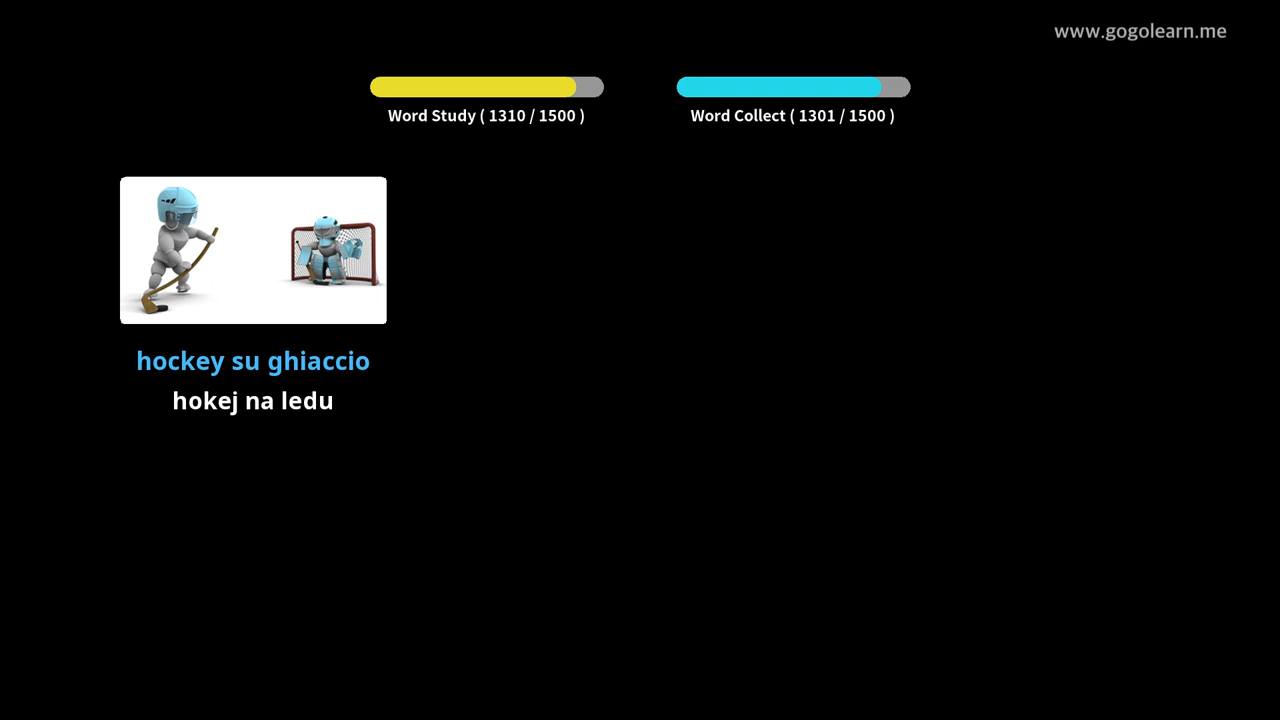 www.gogolearn.me
Word Study ( 1310 / 1500 )
Word Collect ( 1301 / 1500 )
hockey su ghiaccio
hokej na ledu